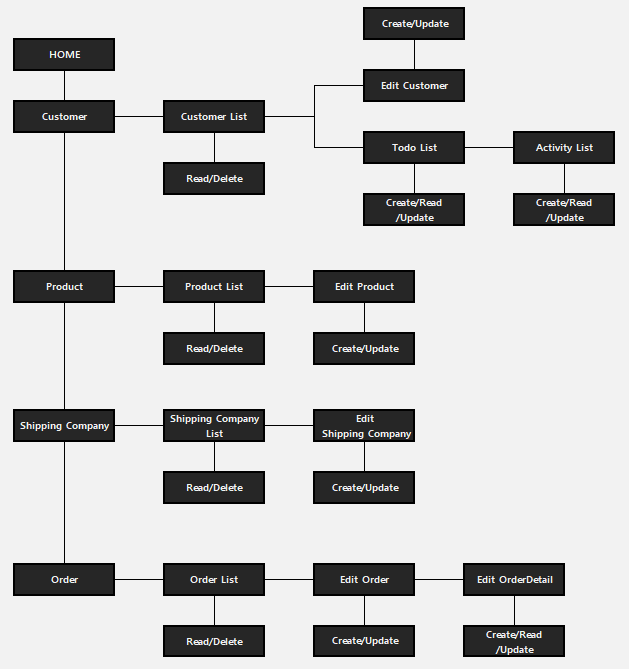 Create/Update
HOME
Edit Customer
Customer
Customer List
Todo List
Activity List
Read/Delete
Create/Read
/Update
Create/Read
/Update
Product
Product List
Edit Product
Read/Delete
Create/Update
Shipping Company
Shipping Company
List
Edit
Shipping Company
Read/Delete
Create/Update
Order
Order List
Edit Order
Edit OrderDetail
Read/Delete
Create/Update
Create/Read
/Update